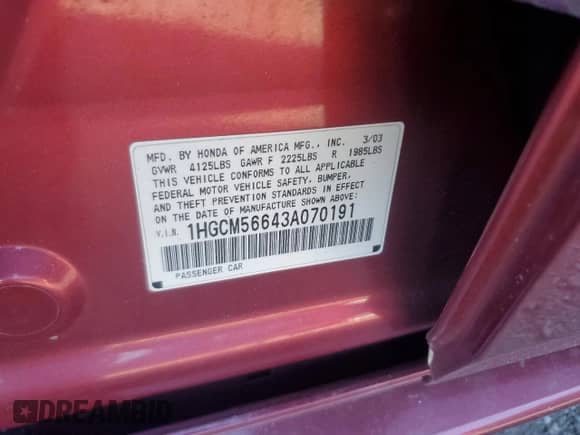 MFD. BY HONDA OF AMERICA MFG., INC. 3/03
GVWR 4125LBS GAWR F 2225LBS R 1985LBS
THIS VEHICLE CONFORMS TO ALL APPLICABLE
FEDERAL MOTOR VEHICLE SAFETY, BUMPER,
AND THEFT PREVENTION STANDARDS IN EFFECT
ON THE DATE OF MANUFACTURE SHOWN ABOVE.
V.I.N. 1HGCM56643A070191
PASSENGER CAR
DREAMBID